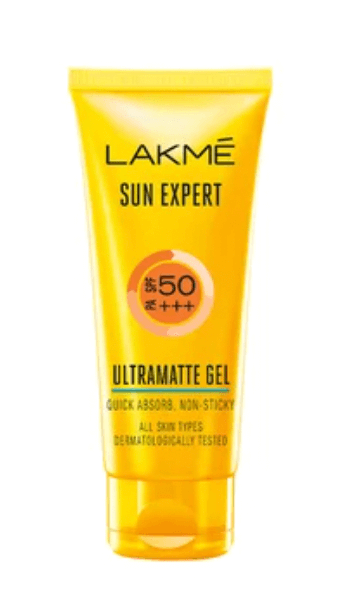 LAKMÉ
SUN EXPERT
SPF 50
PA +++
ULTRAMATTE GEL
QUICK ABSORB, NON-STICKY
ALL SKIN TYPES
DERMATOLOGICALLY TESTED